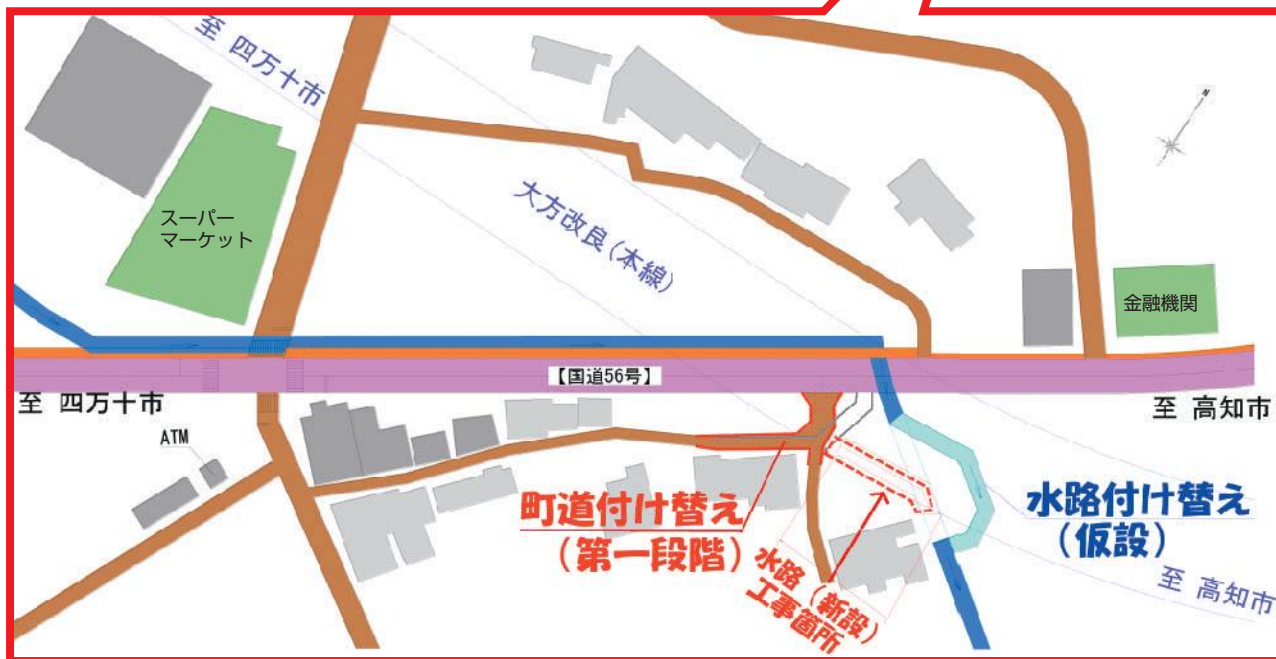 至 四万十市
N
大方改良(本線)
スーパー
マーケット
金融機関
【国道56号】
至 四万十市
至 高知市
ATM
町道付け替え
(第一段階)
水路(新設)
工事箇所
水路付け替え
(仮設)
至 高知市